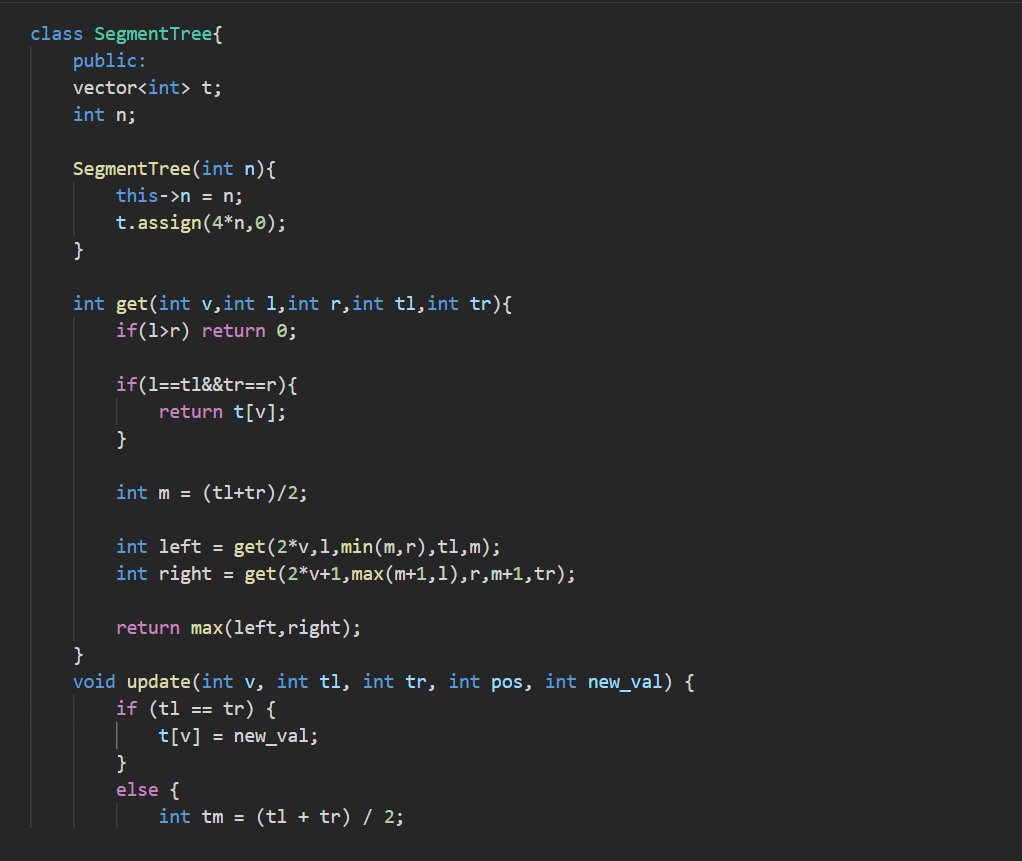 class SegmentTree{
public:
vector<int> t;
int n;
SegmentTree(int n){
this->n = n;
t.assign(4*n,0);
}
int get(int v,int l,int r,int tl,int tr){
if(l>r) return 0;
if(l==tl&&tr==r){
return t[v];
}
int m = (tl+tr)/2;
int left = get(2*v,l,min(m,r),tl,m);
int right = get(2*v+1,max(m+1,l),r,m+1,tr);
return max(left,right);
}
void update(int v, int tl, int tr, int pos, int new_val) {
if (tl == tr) {
t[v] = new_val;
}
else {
int tm = (tl + tr) / 2;